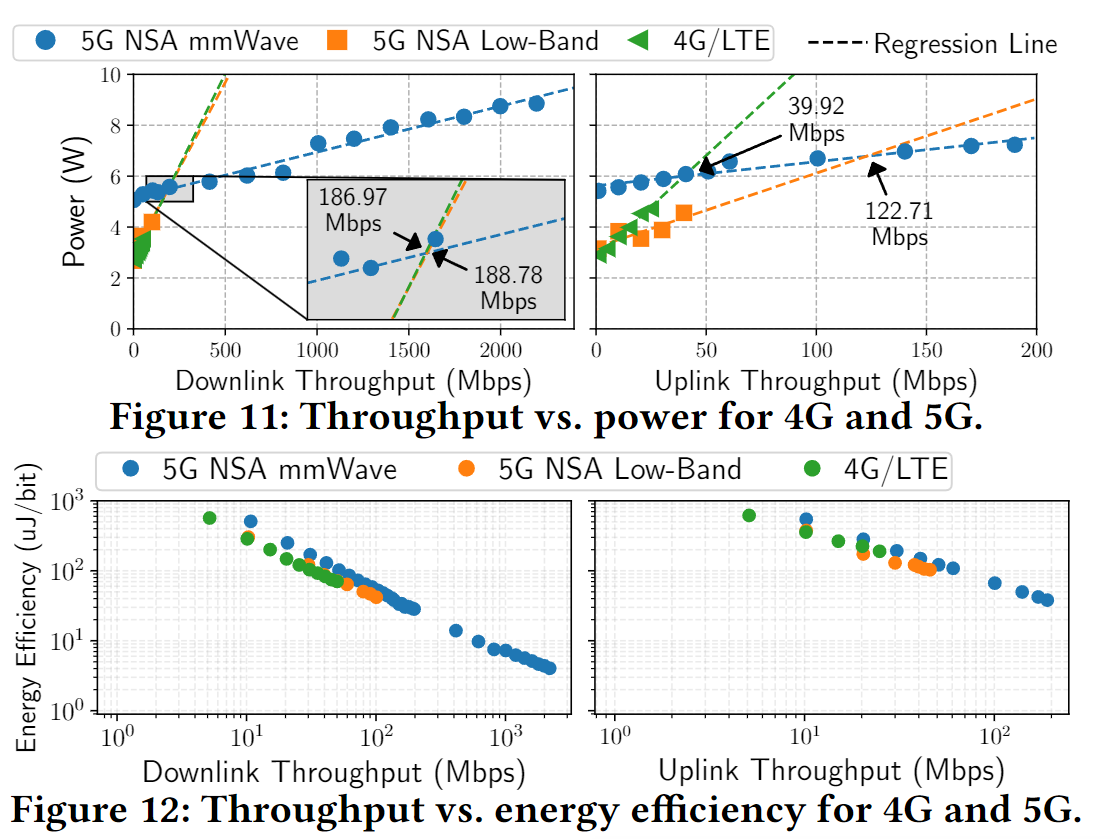 5G NSA mmWave 5G NSA Low-Band 4G/LTE Regression Line
10
8
6
4
2
0
Power (W)
186.97
Mbps
188.78
Mbps
0 500 1000 1500 2000
Downlink Throughput (Mbps)
39.92
Mbps
122.71
Mbps
0 50 100 150 200
Uplink Throughput (Mbps)
Figure 11: Throughput vs. power for 4G and 5G.
5G NSA mmWave 5G NSA Low-Band 4G/LTE
10³
10²
10¹
10⁰
Energy Efficiency (uJ/bit)
10⁰ 10¹ 10² 10³
Downlink Throughput (Mbps)
10⁰ 10¹ 10²
Uplink Throughput (Mbps)
Figure 12: Throughput vs. energy efficiency for 4G and 5G.